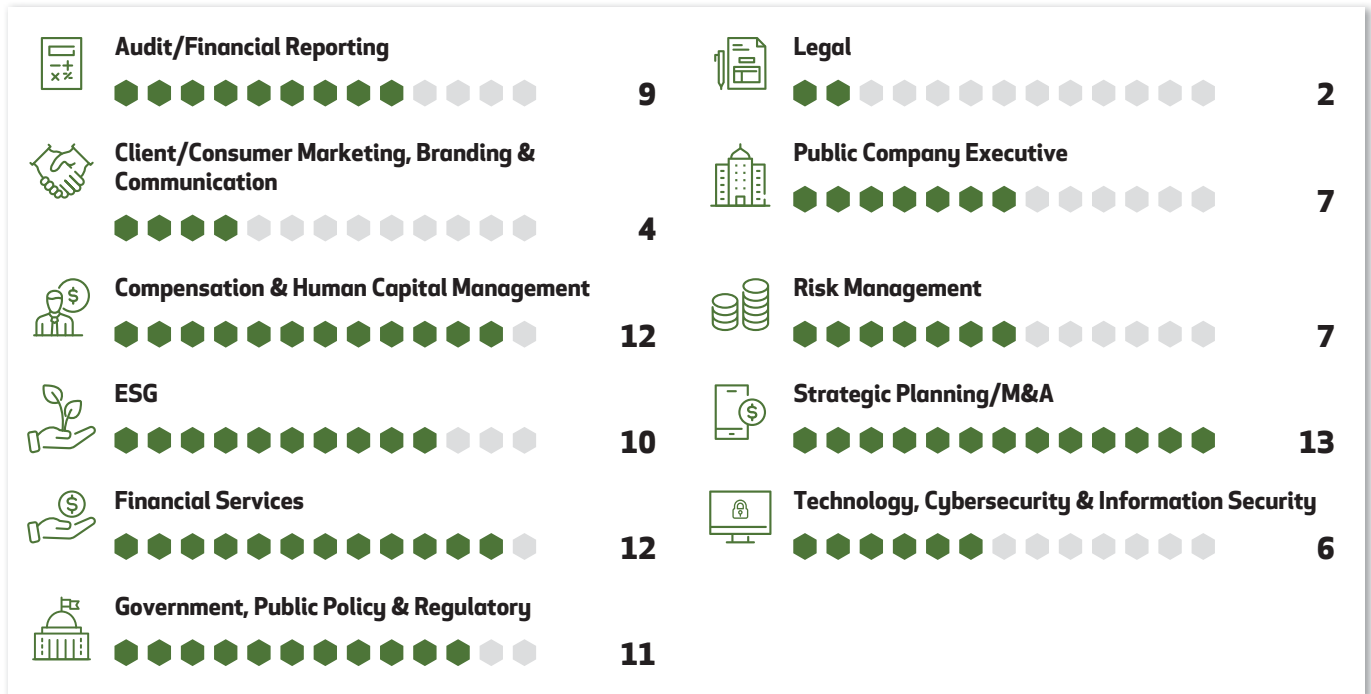 Audit/Financial Reporting
9
Client/Consumer Marketing, Branding &
Communication
4
Compensation & Human Capital Management
12
ESG
10
Financial Services
12
Government, Public Policy & Regulatory
11
Legal
2
Public Company Executive
7
Risk Management
7
Strategic Planning/M&A
13
Technology, Cybersecurity & Information Security
6